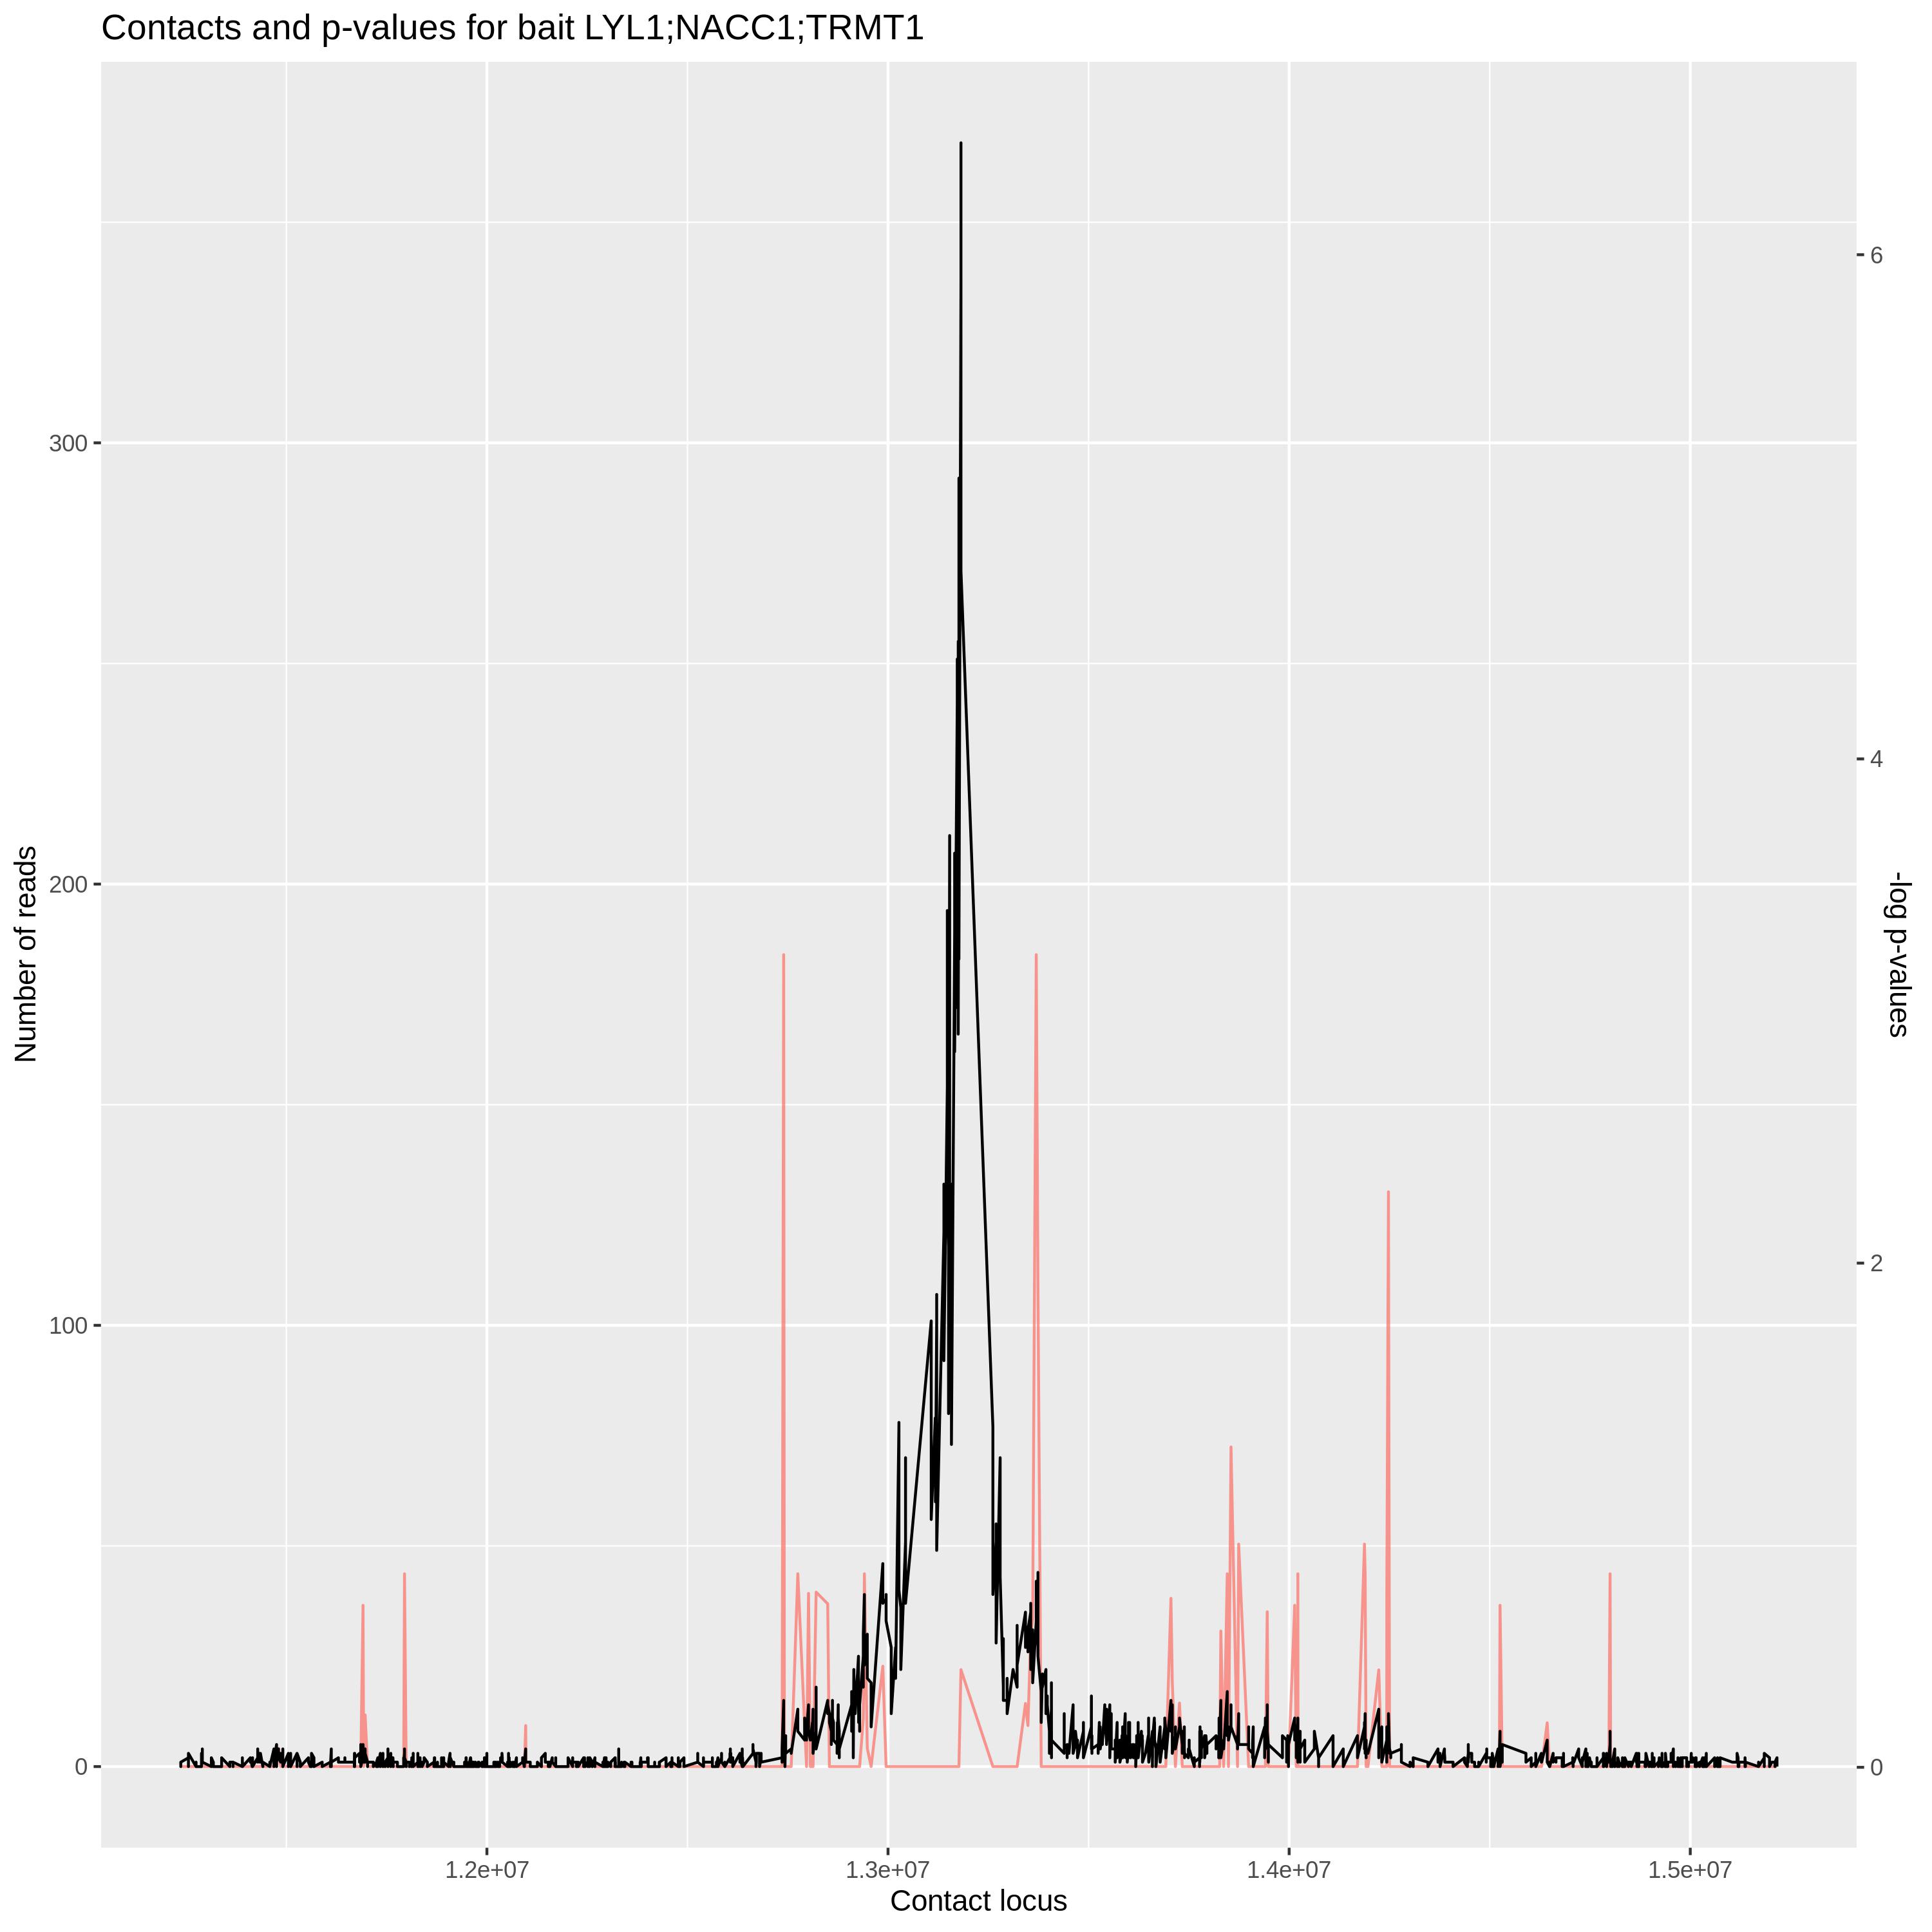 Contacts and p-values for bait LYL1;NACC1;TRMT1
Number of reads
300
200
100
0
6
4
2
0
-log p-values
1.2e+07
1.3e+07
1.4e+07
1.5e+07
Contact locus